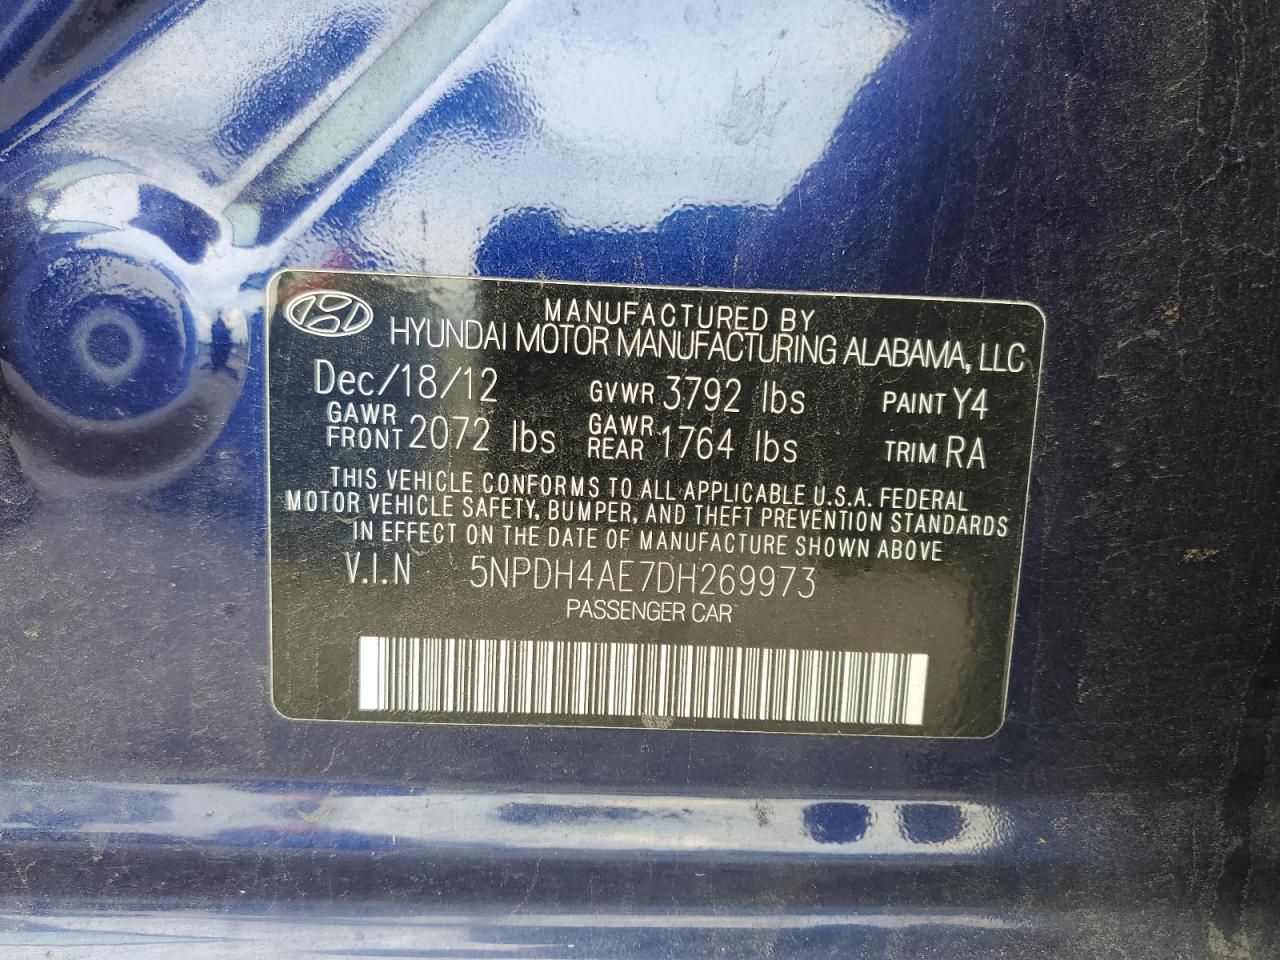 MANUFACTURED BY
HYUNDAI MOTOR MANUFACTURING ALABAMA, LLC
Dec/18/12 GVWR 3792 lbs PAINT Y4
GAWR FRONT 2072 lbs GAWR REAR 1764 lbs TRIM RA
THIS VEHICLE CONFORMS TO ALL APPLICABLE U.S.A. FEDERAL
MOTOR VEHICLE SAFETY, BUMPER, AND THEFT PREVENTION STANDARDS
IN EFFECT ON THE DATE OF MANUFACTURE SHOWN ABOVE
V.I.N 5NPDH4AE7DH269973
PASSENGER CAR